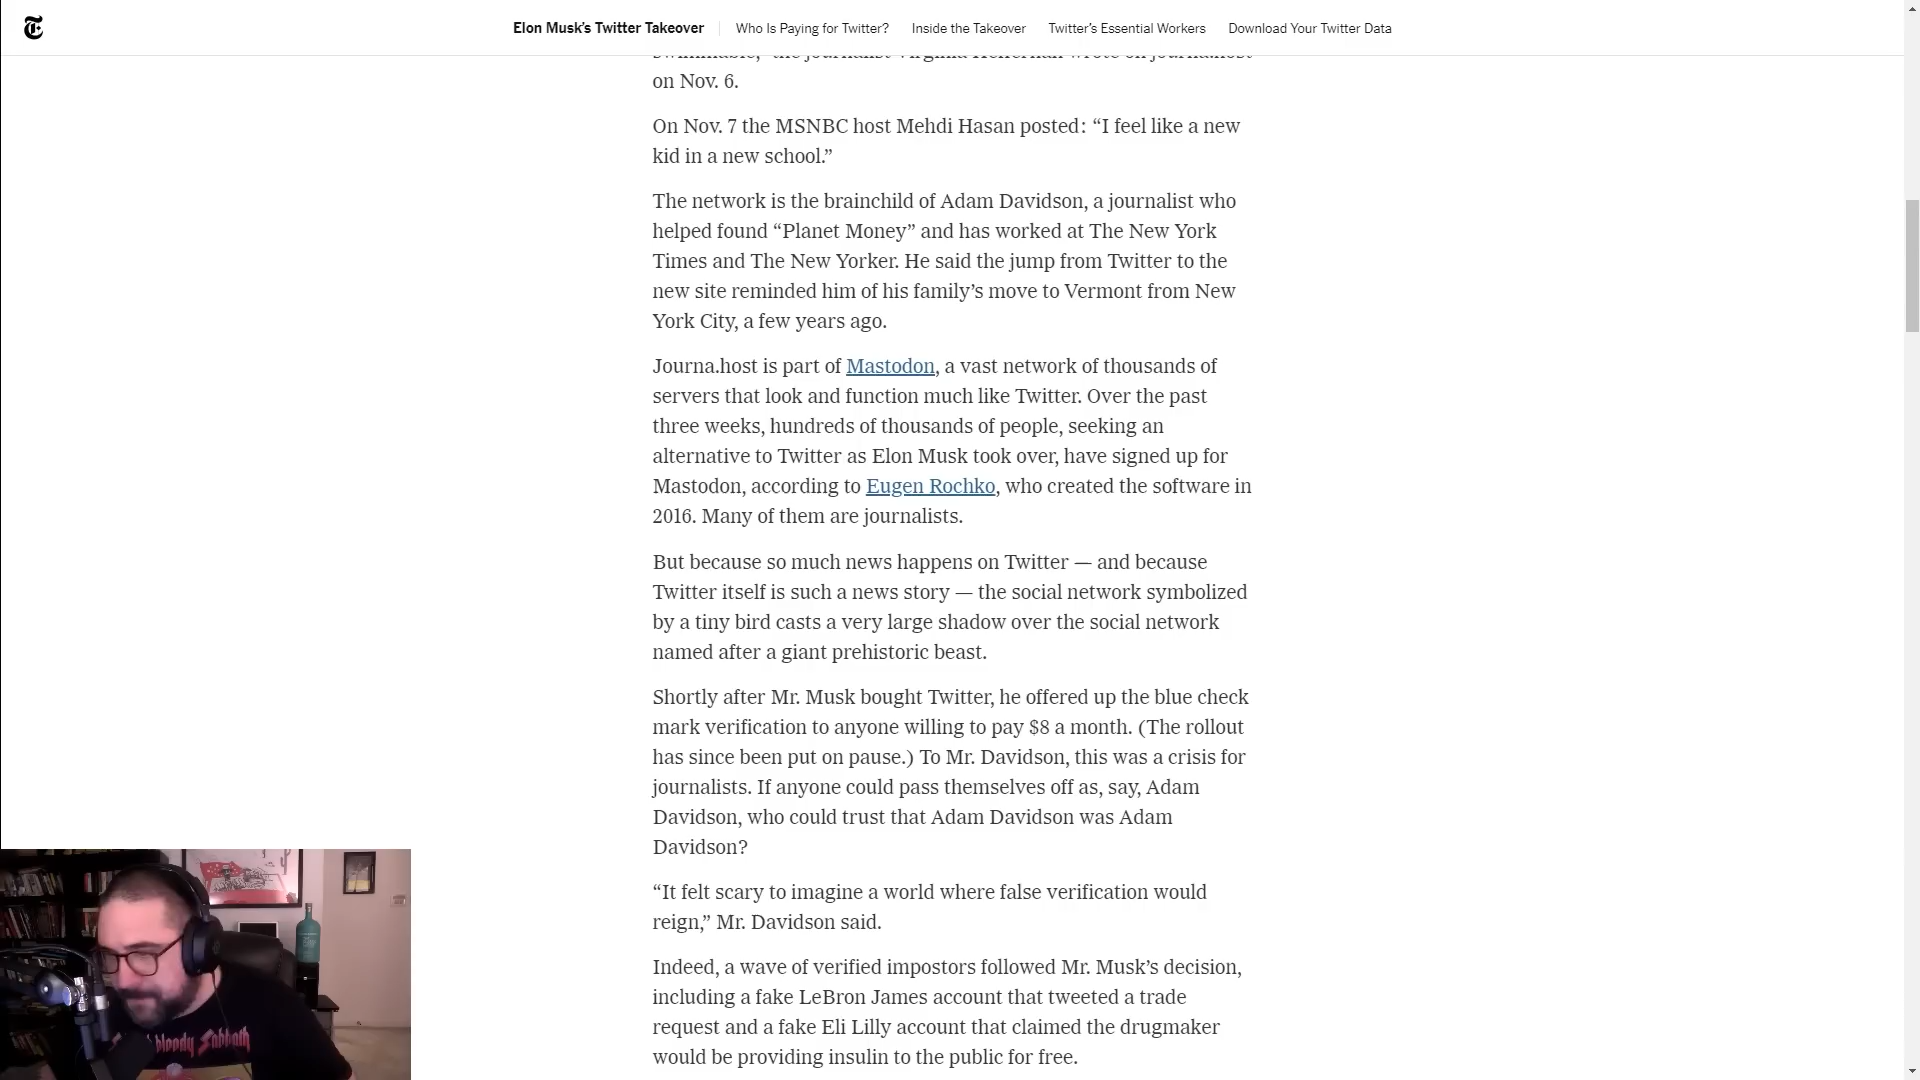 Elon Musk’s Twitter Takeover
Who Is Paying for Twitter?
Inside the Takeover
Twitter’s Essential Workers
Download Your Twitter Data
swimmable,” the journalist Virginia Heffernan wrote on journa.host
on Nov. 6.
On Nov. 7 the MSNBC host Mehdi Hasan posted: “I feel like a new
kid in a new school.”
The network is the brainchild of Adam Davidson, a journalist who
helped found “Planet Money” and has worked at The New York
Times and The New Yorker. He said the jump from Twitter to the
new site reminded him of his family’s move to Vermont from New
York City, a few years ago.
Journa.host is part of Mastodon, a vast network of thousands of
servers that look and function much like Twitter. Over the past
three weeks, hundreds of thousands of people, seeking an
alternative to Twitter as Elon Musk took over, have signed up for
Mastodon, according to Eugen Rochko, who created the software in
2016. Many of them are journalists.
But because so much news happens on Twitter — and because
Twitter itself is such a news story — the social network symbolized
by a tiny bird casts a very large shadow over the social network
named after a giant prehistoric beast.
Shortly after Mr. Musk bought Twitter, he offered up the blue check
mark verification to anyone willing to pay $8 a month. (The rollout
has since been put on pause.) To Mr. Davidson, this was a crisis for
journalists. If anyone could pass themselves off as, say, Adam
Davidson, who could trust that Adam Davidson was Adam
Davidson?
“It felt scary to imagine a world where false verification would
reign,” Mr. Davidson said.
Indeed, a wave of verified impostors followed Mr. Musk’s decision,
including a fake LeBron James account that tweeted a trade
request and a fake Eli Lilly account that claimed the drugmaker
would be providing insulin to the public for free.
bloody Sabbath